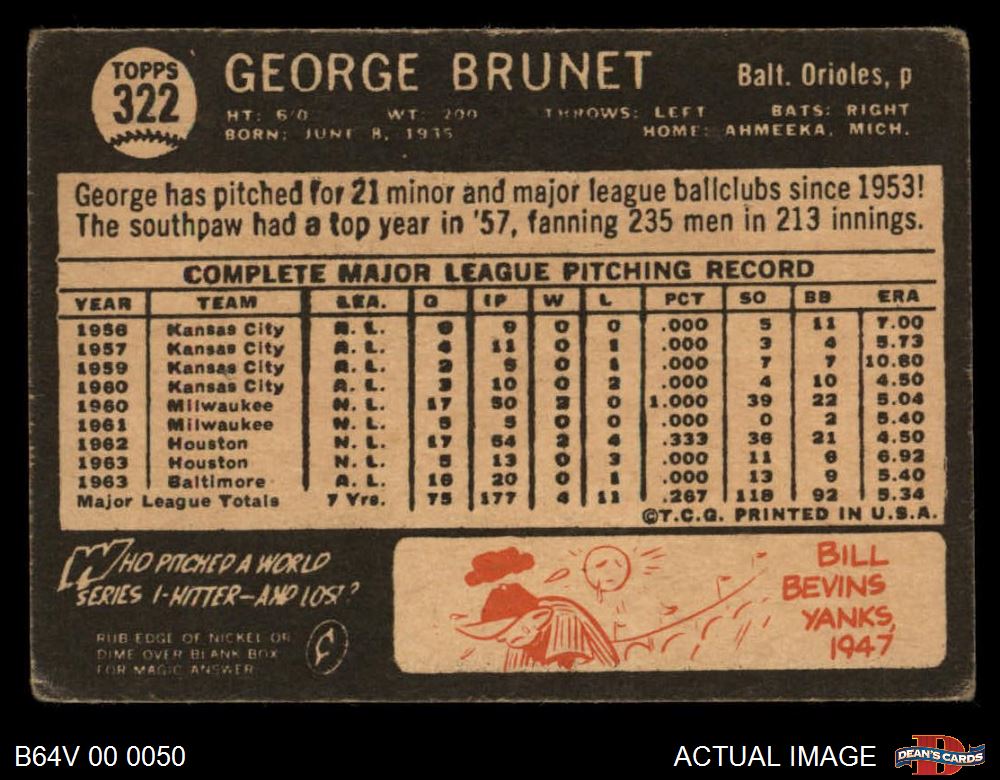 TOPPS
322
GEORGE BRUNET
Balt. Orioles, p
HT: 6'0 WT: 200 THROWS: LEFT BATS: RIGHT
BORN: JUNE 8, 1935 HOME: AHMEEKA, MICH.
George has pitched for 21 minor and major league ballclubs since 1953!
The southpaw had a top year in '57, fanning 235 men in 213 innings.
COMPLETE MAJOR LEAGUE PITCHING RECORD
YEAR TEAM LEA. G IP W L PCT SO BB ERA
1956 Kansas City A. L. 6 9 0 0 .000 5 11 7.00
1957 Kansas City A. L. 4 11 0 1 .000 3 4 5.73
1959 Kansas City A. L. 2 5 0 1 .000 7 7 10.80
1960 Kansas City A. L. 3 10 0 2 .000 4 10 4.50
1960 Milwaukee N. L. 17 50 2 0 1.000 39 22 5.04
1961 Milwaukee N. L. 5 5 0 0 .000 0 2 5.40
1962 Houston N. L. 17 54 2 4 .333 36 21 4.50
1963 Houston N. L. 5 13 0 3 .000 11 6 6.92
1963 Baltimore A. L. 16 20 0 1 .000 13 9 5.40
Major League Totals 7 Yrs. 75 177 4 11 .267 118 92 5.34
©T.C.G. PRINTED IN U.S.A.
WHO PITCHED A WORLD
SERIES 1-HITTER—AND LOST?
RUB EDGE OF NICKEL OR
DIME OVER BLANK BOX
FOR MAGIC ANSWER
BILL
BEVINS
YANKS,
1947
B64V 00 0050
ACTUAL IMAGE
DEAN'S CARDS